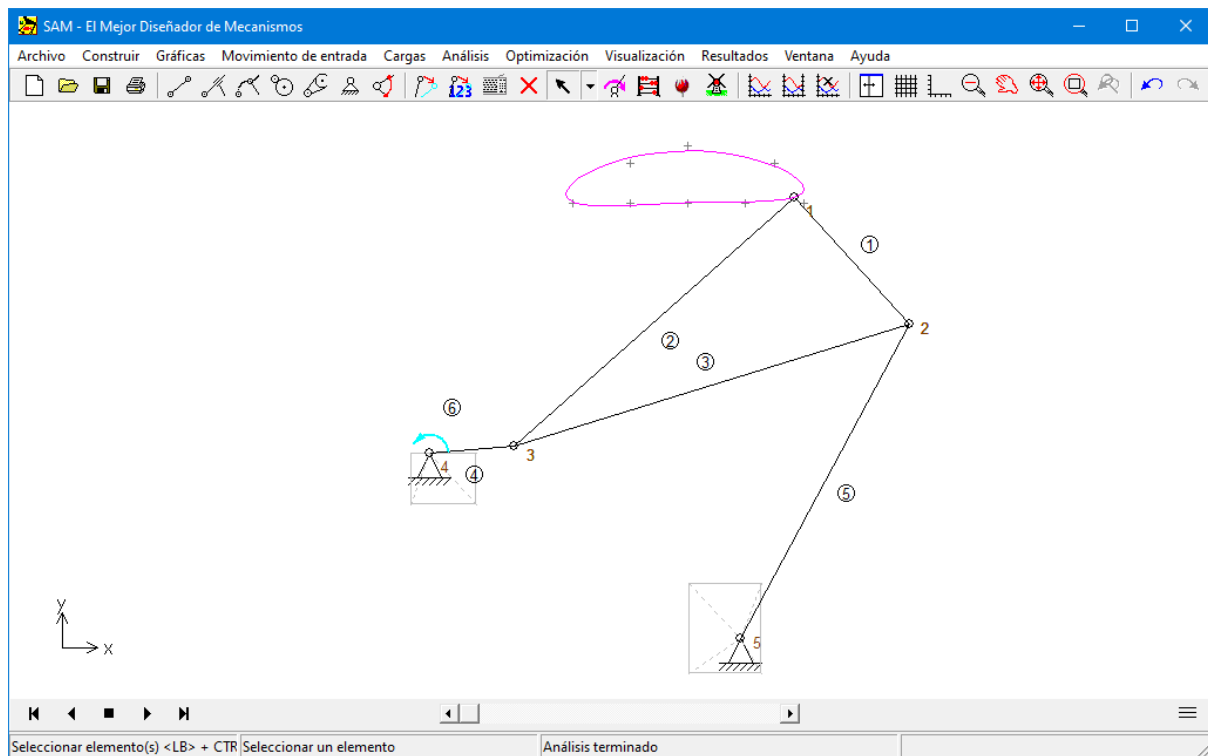 SAM - El Mejor Diseñador de Mecanismos
Archivo Construir Gráficas Movimiento de entrada Cargas Análisis Optimización Visualización Resultados Ventana Ayuda
123
1
1
2
2
3
6
3
4
4
5
5
y
x
Seleccionar elemento(s) <LB> + CTR Seleccionar un elemento Análisis terminado